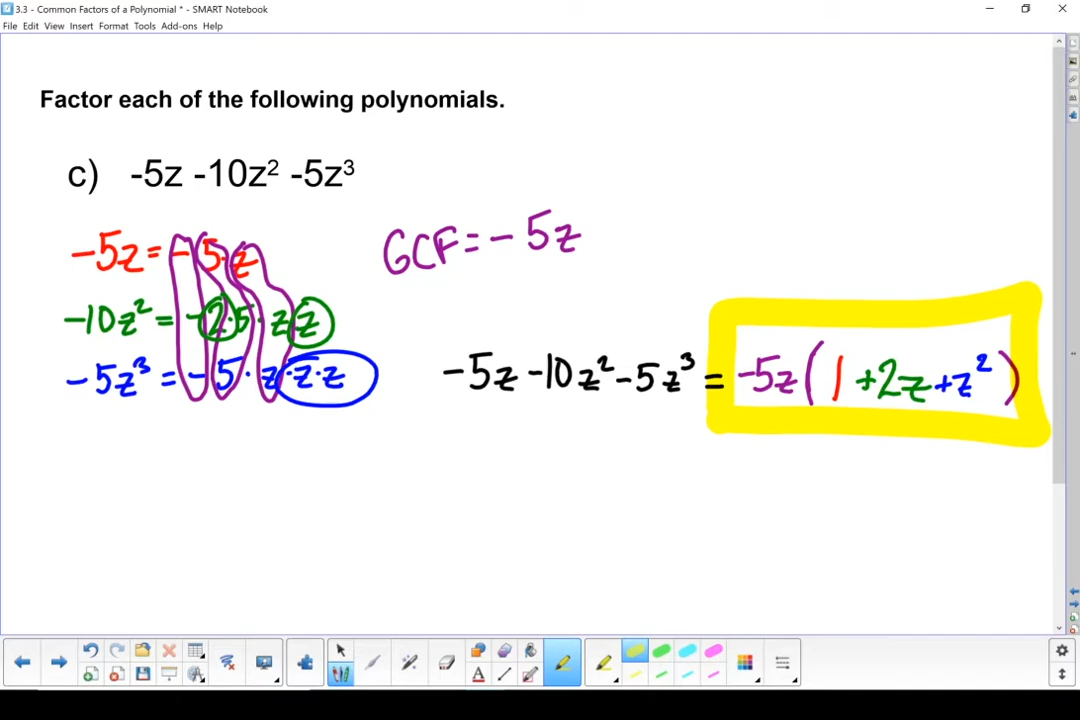 3.3 - Common Factors of a Polynomial * - SMART Notebook
File Edit View Insert Format Tools Add-ons Help
Factor each of the following polynomials.
c) -5z -10z² -5z³
-5z = -5·z
GCF = -5z
-10z² = -2·5·z·z
-5z³ = -5·z·z·z
-5z -10z² -5z³ = -5z(1 +2z +z²)